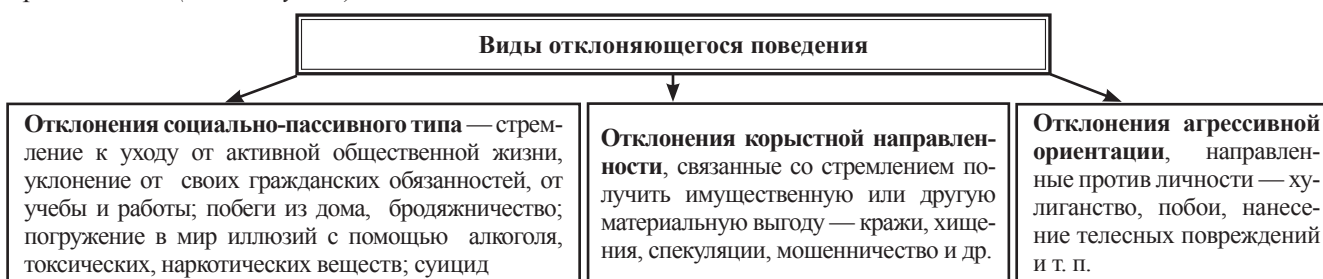 Виды отклоняющегося поведения
Отклонения социально-пассивного типа — стрем-
ление к уходу от активной общественной жизни,
уклонение от своих гражданских обязанностей, от
учебы и работы; побеги из дома, бродяжничество;
погружение в мир иллюзий с помощью алкоголя,
токсических, наркотических веществ; суицид
Отклонения корыстной направлен-
ности, связанные со стремлением по-
лучить имущественную или другую
материальную выгоду — кражи, хище-
ния, спекуляции, мошенничество и др.
Отклонения агрессивной
ориентации, направлен-
ные против личности — ху-
лиганство, побои, нанесе-
ние телесных повреждений
и т. п.